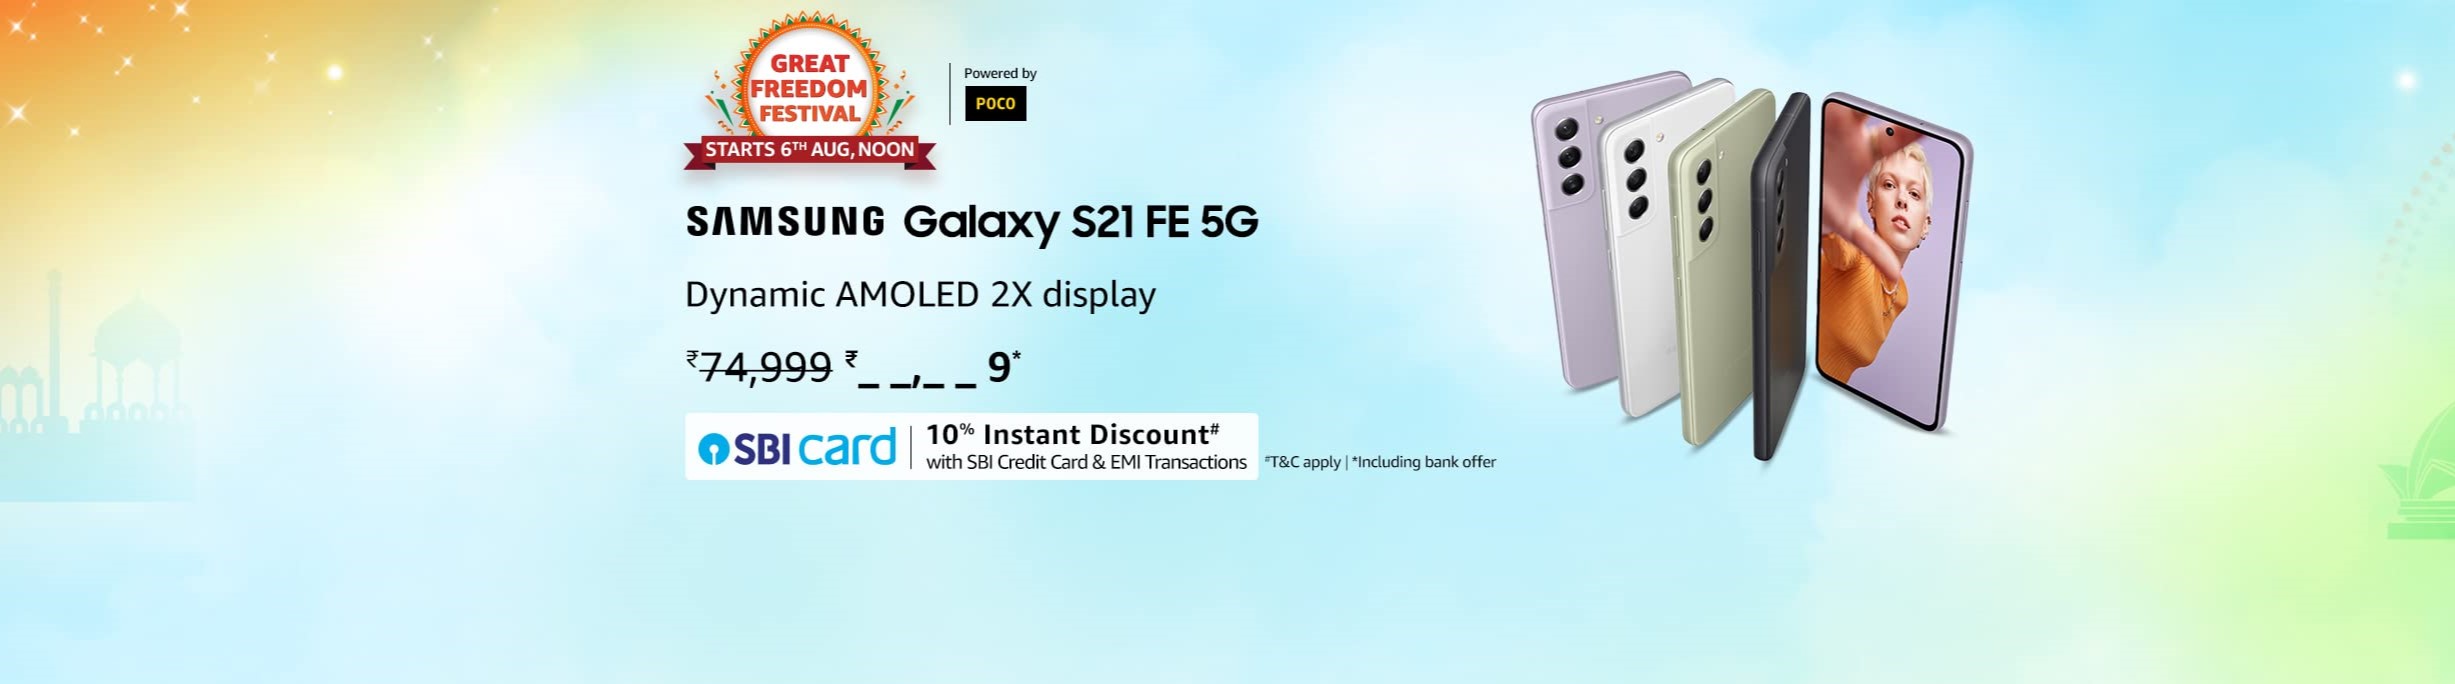 GREAT
FREEDOM
FESTIVAL
STARTS 6TH AUG, NOON
Powered by
POCO
SAMSUNG Galaxy S21 FE 5G
Dynamic AMOLED 2X display
₹74,999 ₹_ _,_ _ 9*
SBI card
10% Instant Discount#
with SBI Credit Card & EMI Transactions
#T&C apply | *Including bank offer